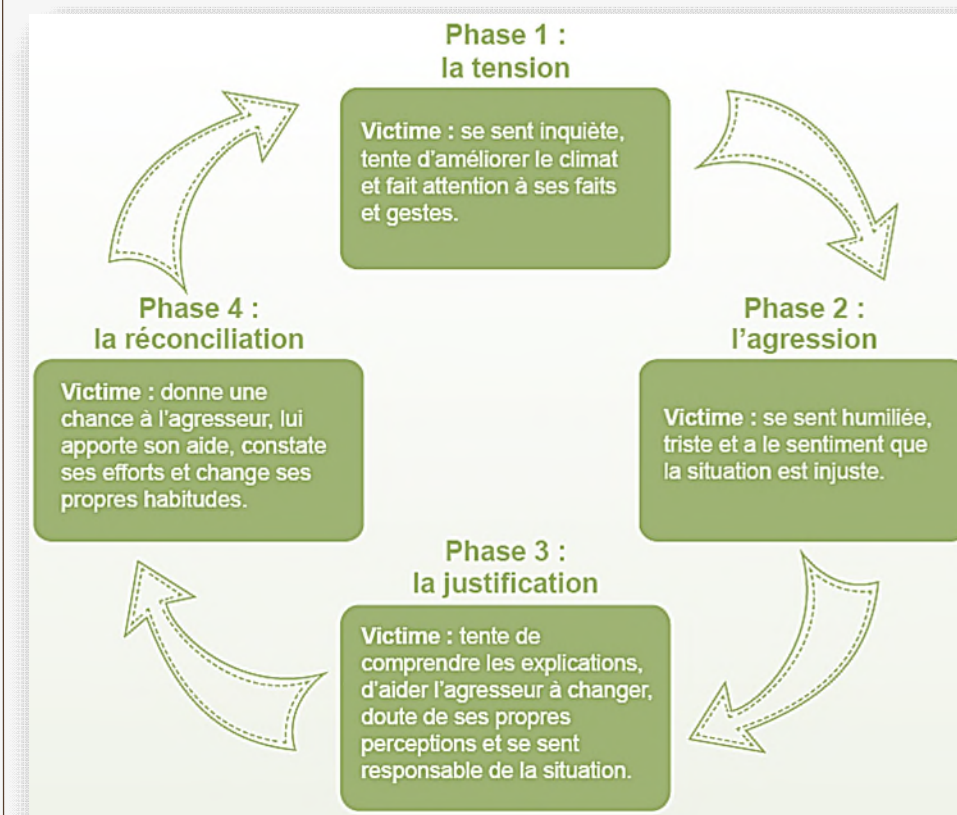 Phase 1 :
la tension
Victime : se sent inquiète,
tente d'améliorer le climat
et fait attention à ses faits
et gestes.
Phase 2 :
l'agression
Victime : se sent humiliée,
triste et a le sentiment que
la situation est injuste.
Phase 3 :
la justification
Victime : tente de
comprendre les explications,
d'aider l'agresseur à changer,
doute de ses propres
perceptions et se sent
responsable de la situation.
Phase 4 :
la réconciliation
Victime : donne une
chance à l'agresseur, lui
apporte son aide, constate
ses efforts et change ses
propres habitudes.